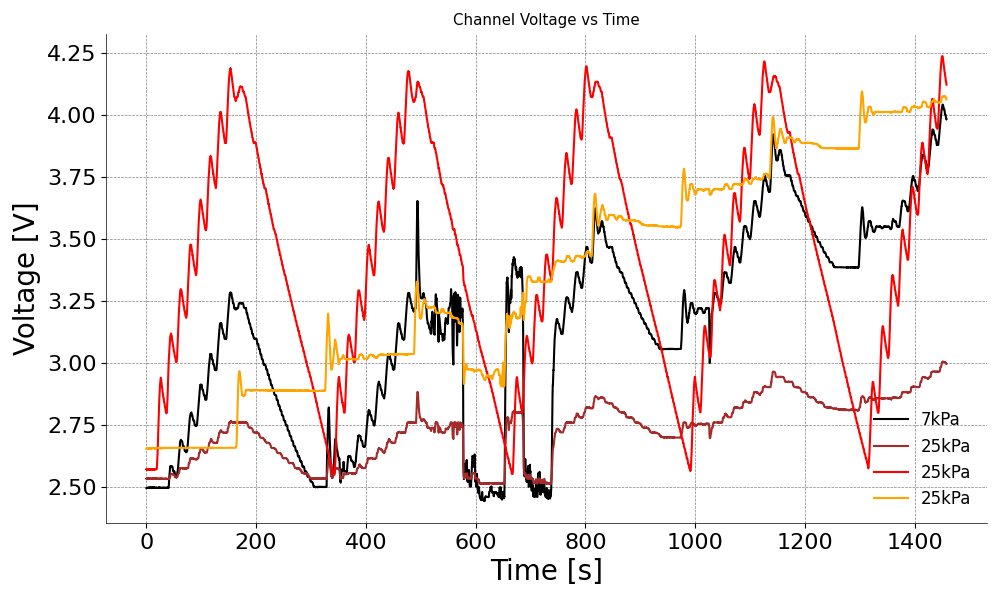 Channel Voltage vs Time
Voltage [V]
4.25
4.00
3.75
3.50
3.25
3.00
2.75
2.50
7kPa
25kPa
25kPa
25kPa
0 200 400 600 800 1000 1200 1400
Time [s]